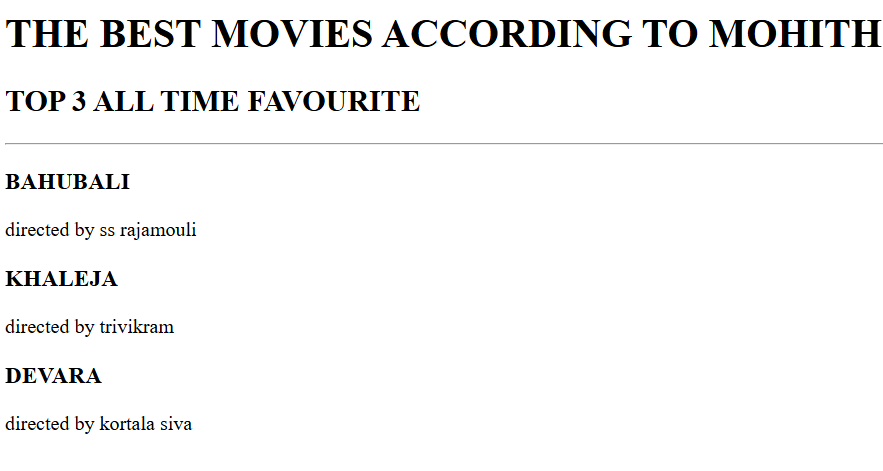 THE BEST MOVIES ACCORDING TO MOHITH
TOP 3 ALL TIME FAVOURITE
BAHUBALI
directed by ss rajamouli
KHALEJA
directed by trivikram
DEVARA
directed by kortala siva